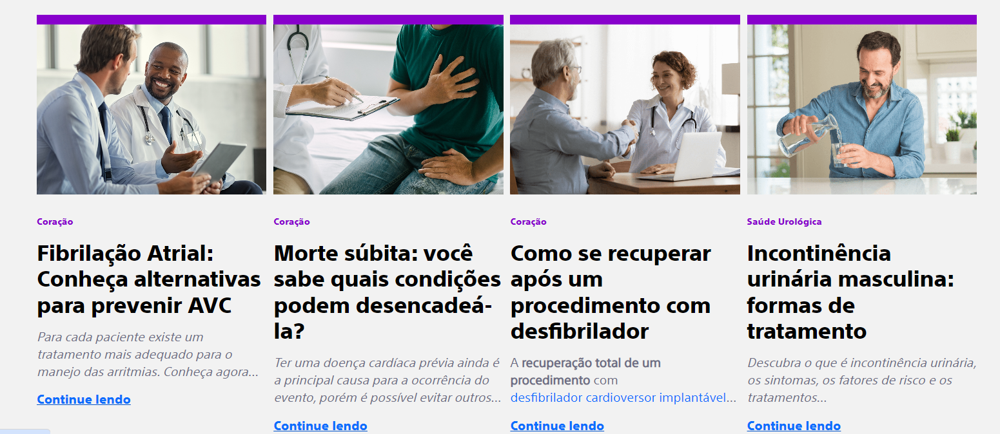 Coração
Fibrilação Atrial:
Conheça alternativas
para prevenir AVC
Para cada paciente existe um
tratamento mais adequado para o
manejo das arritmias. Conheça agora...
Continue lendo
Coração
Morte súbita: você
sabe quais condições
podem desencadeá-
la?
Ter uma doença cardíaca prévia ainda é
a principal causa para a ocorrência do
evento, porém é possível evitar outros...
Continue lendo
Coração
Como se recuperar
após um
procedimento com
desfibrilador
A recuperação total de um
procedimento com
desfibrilador cardioversor implantável...
Continue lendo
Saúde Urológica
Incontinência
urinária masculina:
formas de
tratamento
Descubra o que é incontinência urinária,
os sintomas, os fatores de risco e os
tratamentos...
Continue lendo